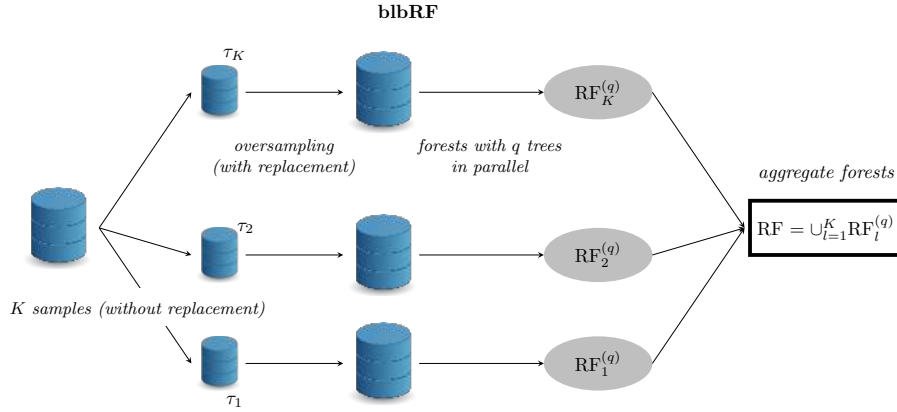 blbRF
τ_K
RF_K^{(q)}
oversampling
(with replacement)
forests with q trees
in parallel
aggregate forests
τ_2
RF_2^{(q)}
RF = ∪_{l=1}^{K} RF_l^{(q)}
K samples (without replacement)
τ_1
RF_1^{(q)}